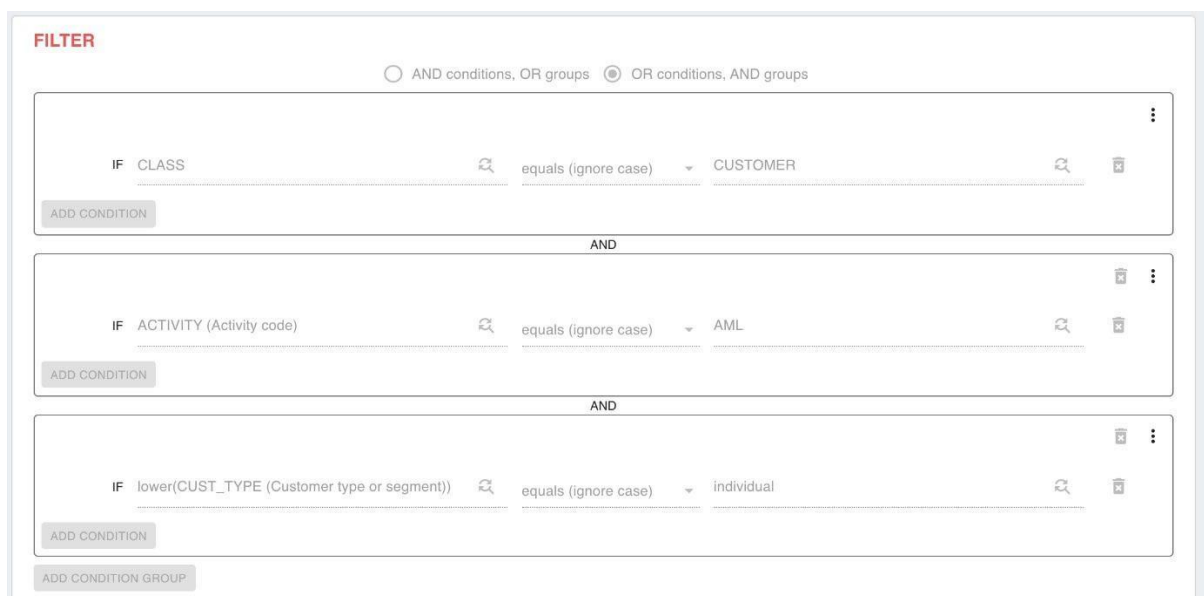 FILTER
AND conditions, OR groups OR conditions, AND groups
IF CLASS equals (ignore case) CUSTOMER
ADD CONDITION
AND
IF ACTIVITY (Activity code) equals (ignore case) AML
ADD CONDITION
AND
IF lower(CUST_TYPE (Customer type or segment)) equals (ignore case) individual
ADD CONDITION
ADD CONDITION GROUP